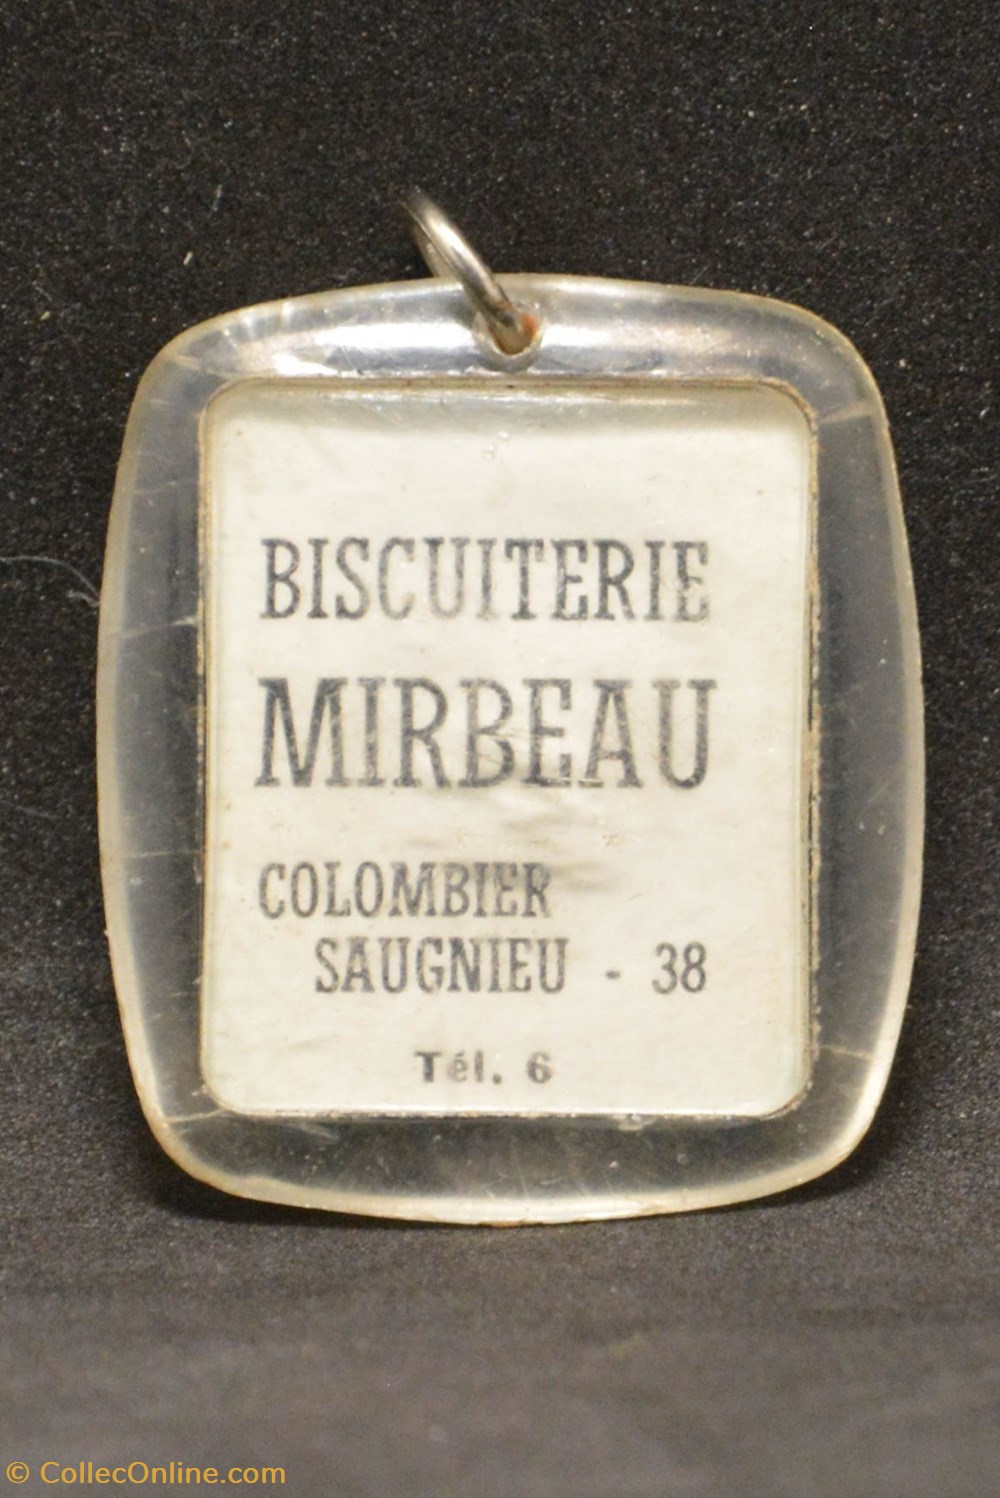 BISCUITERIE
MIRBEAU
COLOMBIER
SAUGNIEU - 38
Tél. 6
© CollecOnline.com